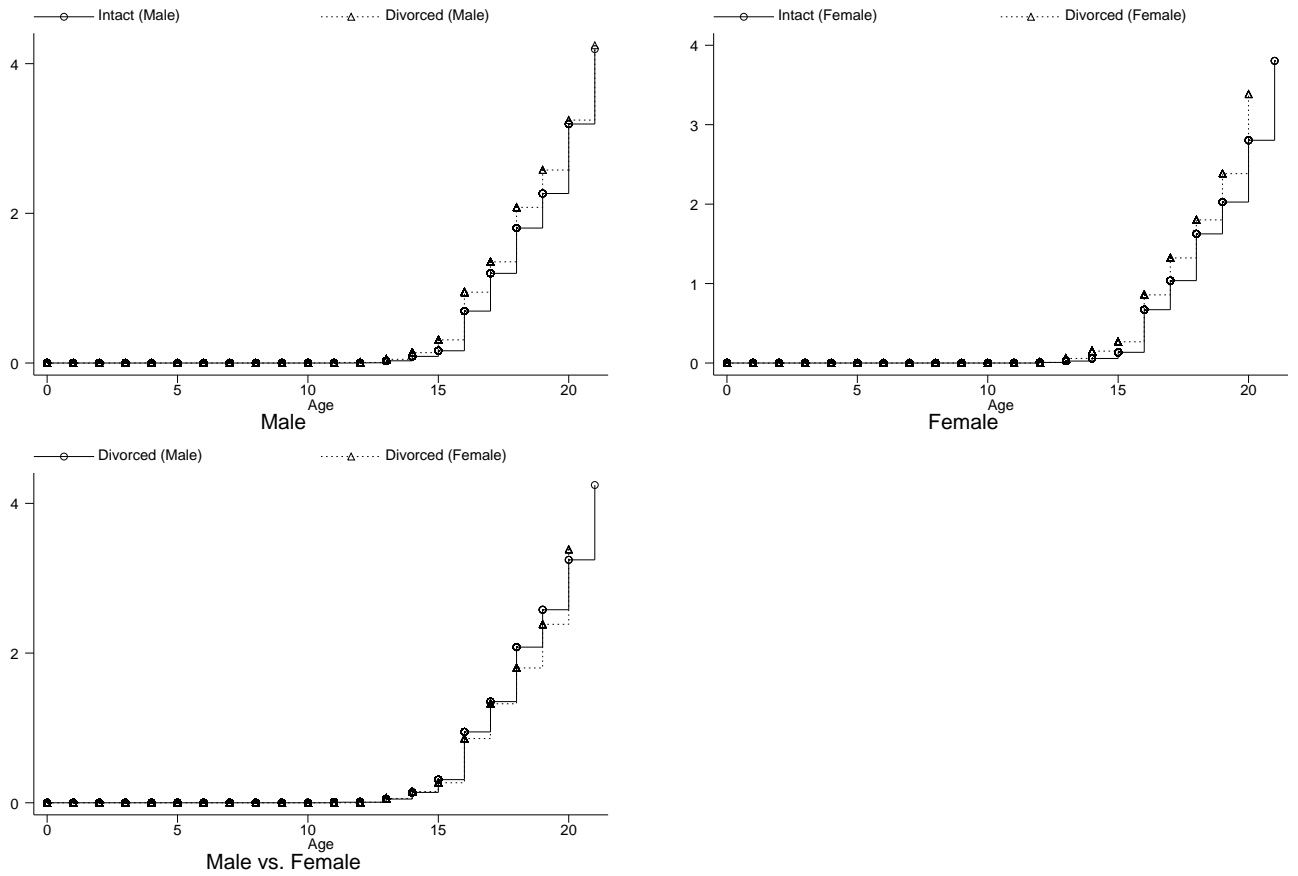 Intact (Male) Divorced (Male)
4
2
0
0 5 10 15 20
Age
Male
Intact (Female) Divorced (Female)
4
3
2
1
0
0 5 10 15 20
Age
Female
Divorced (Male) Divorced (Female)
4
2
0
0 5 10 15 20
Age
Male vs. Female